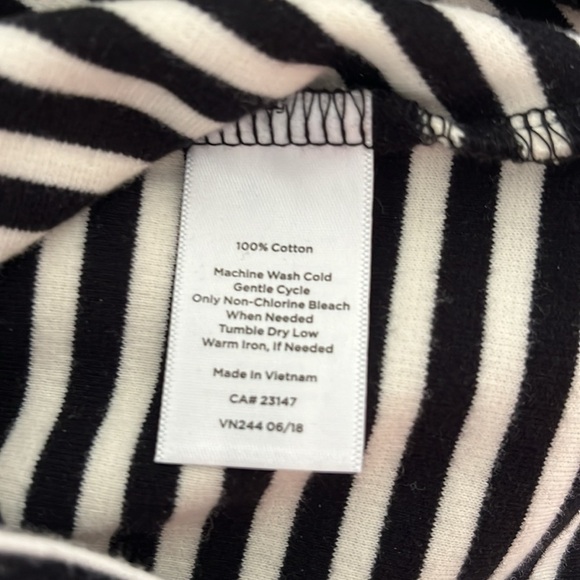 100% Cotton
Machine Wash Cold
Gentle Cycle
Only Non-Chlorine Bleach
When Needed
Tumble Dry Low
Warm Iron, If Needed
Made In Vietnam
CA# 23147
VN244 06/18